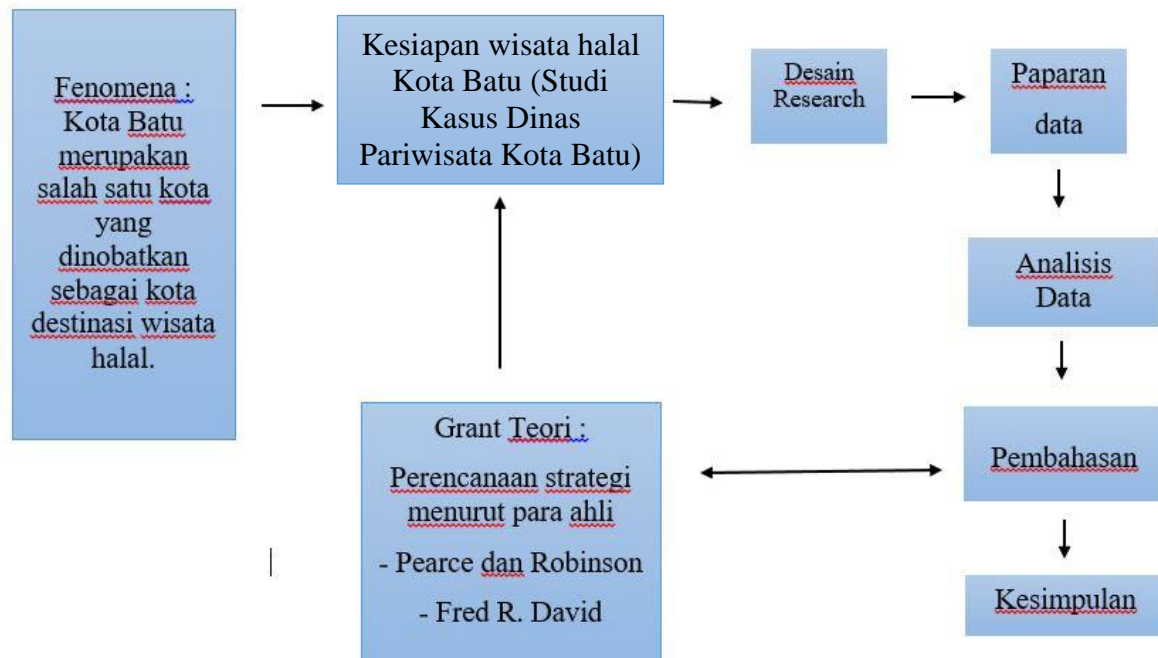 Fenomena :
Kota Batu
merupakan
salah satu kota
yang
dinobatkan
sebagai kota
destinasi wisata
halal.
Kesiapan wisata halal
Kota Batu (Studi
Kasus Dinas
Pariwisata Kota Batu)
Desain
Research
Paparan
data
Analisis
Data
Grant Teori :
Perencanaan strategi
menurut para ahli
- Pearce dan Robinson
- Fred R. David
Pembahasan
Kesimpulan